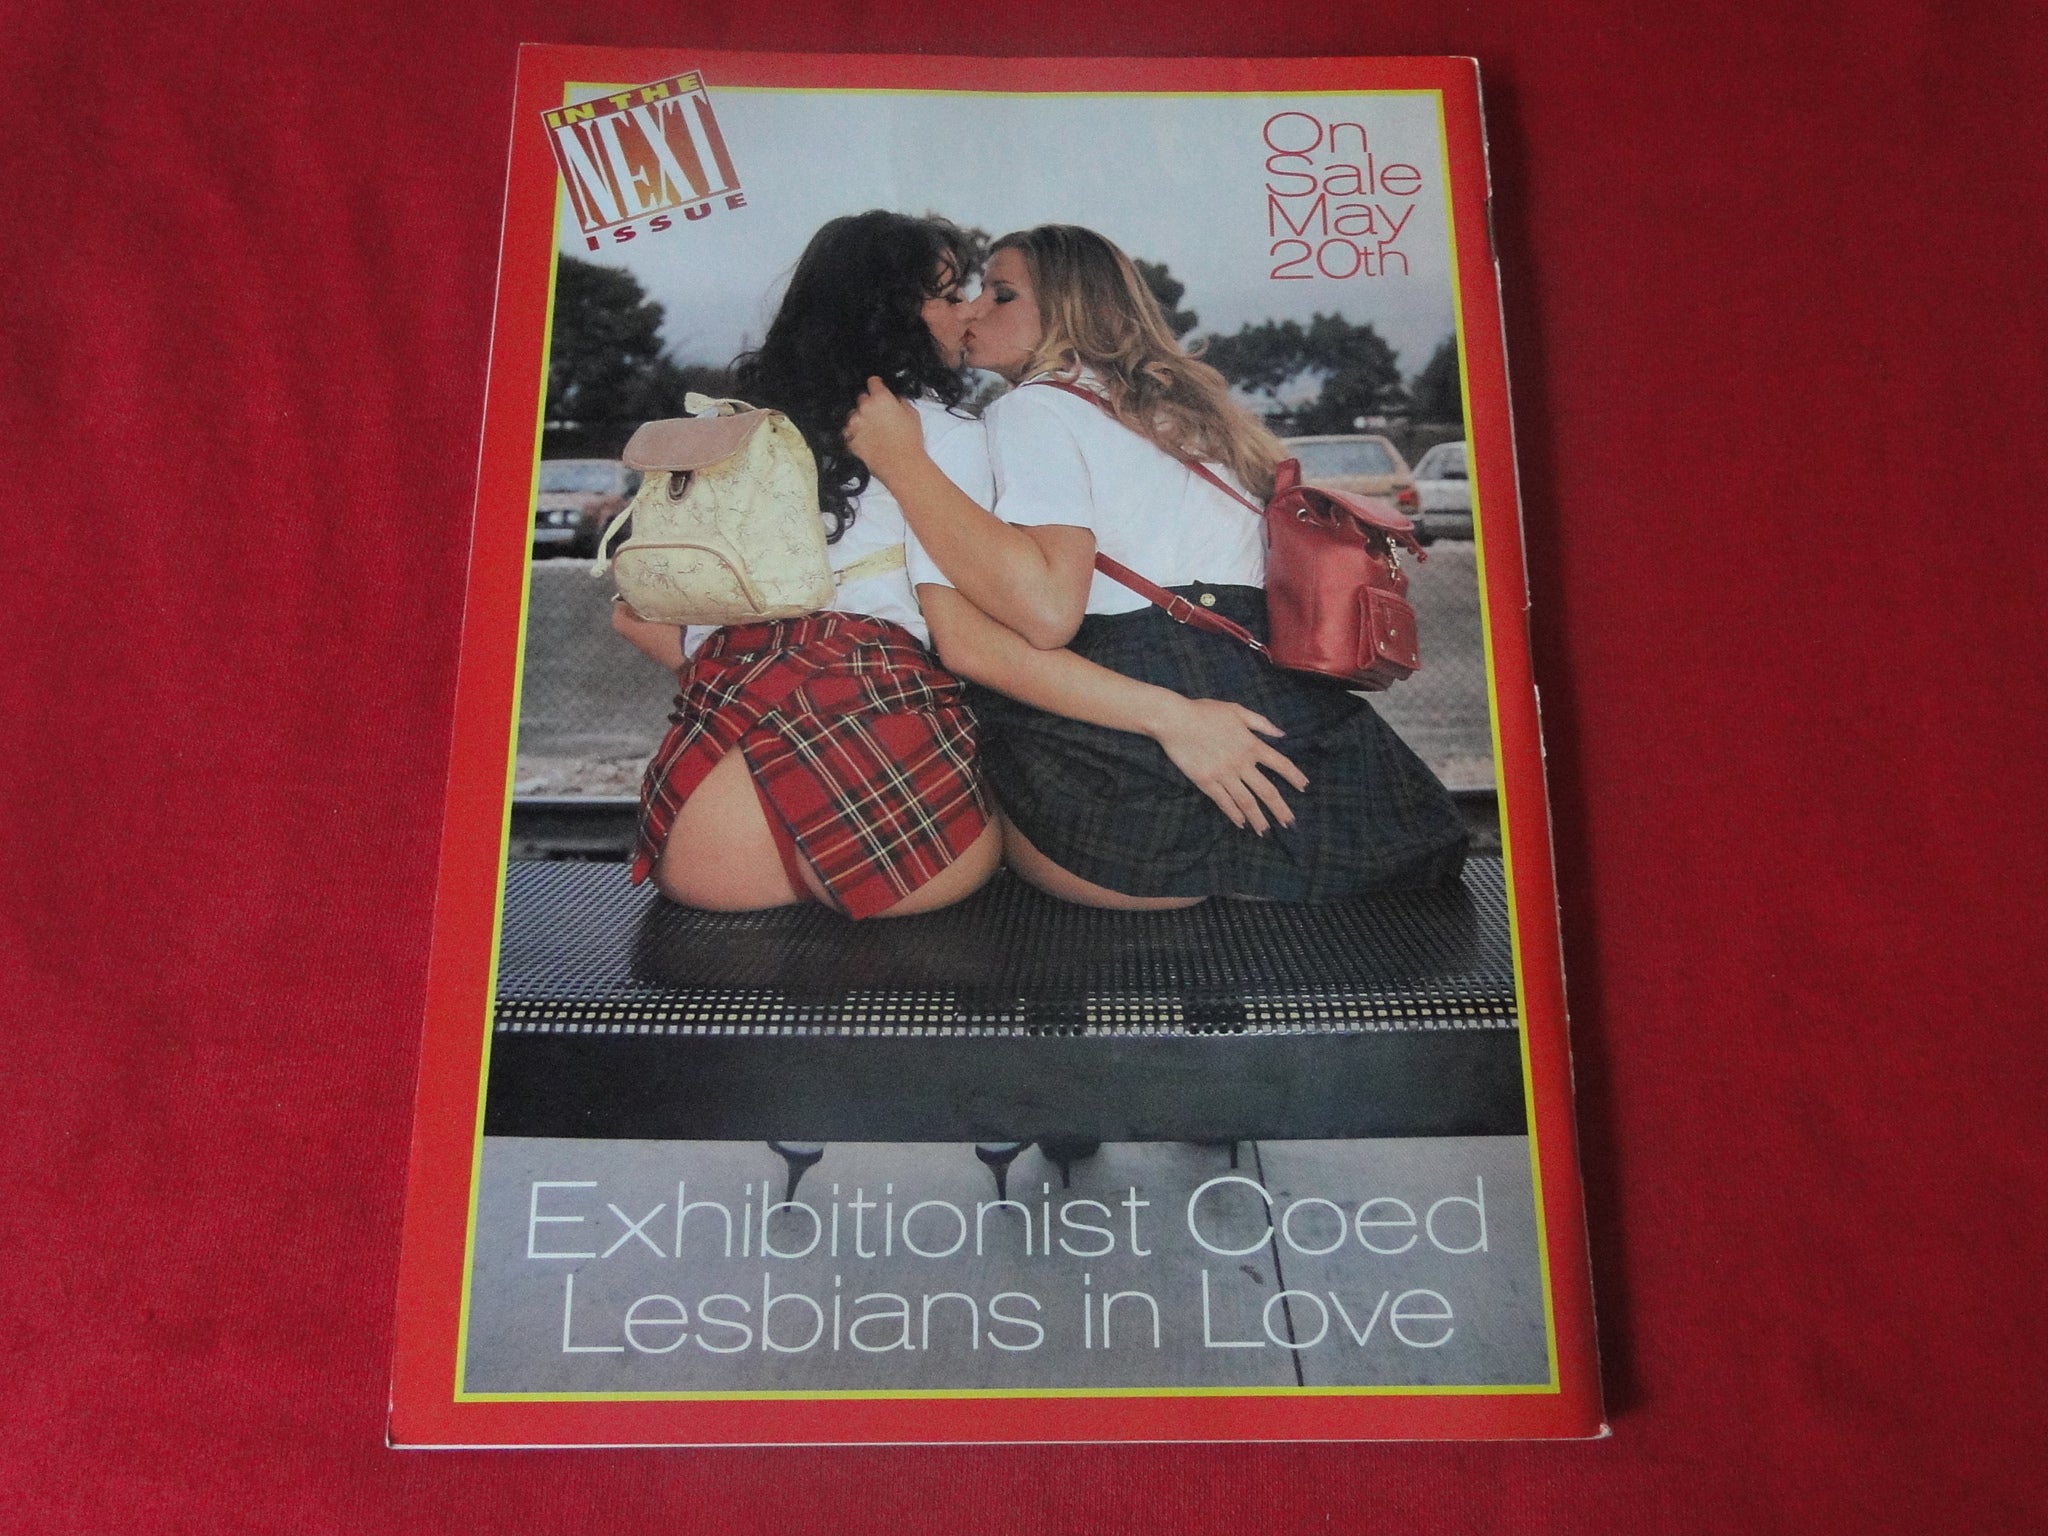 IN THE
NEXT
ISSUE
On
Sale
May
20th
Exhibitionist Coed
Lesbians in Love